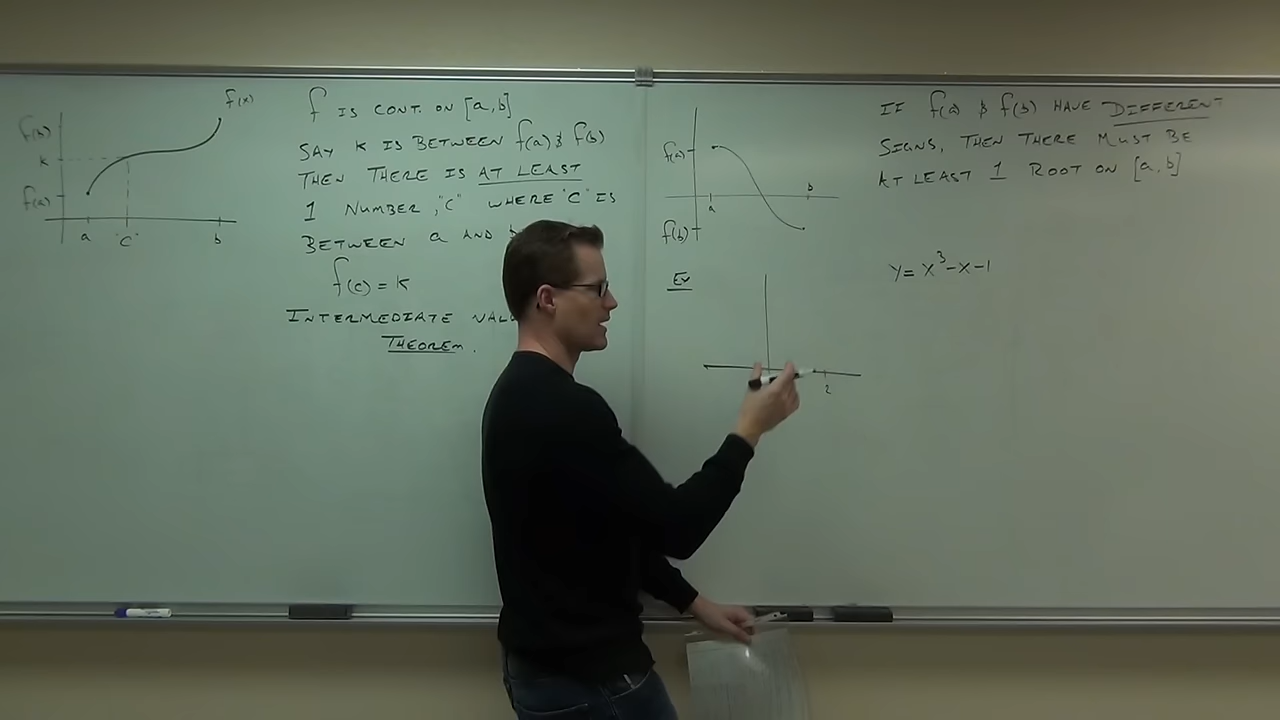 f(x)
f(b)
k
f(a)
a "c" b
f IS CONT. ON [a,b]
SAY K IS BETWEEN f(a) & f(b)
THEN THERE IS AT LEAST
1 NUMBER, "C" WHERE "C" IS
BETWEEN a AND
f(c) = k
INTERMEDIATE
THEOREM.
f(a)
a b
f(b)
IF f(a) & f(b) HAVE DIFFERENT
SIGNS, THEN THERE MUST BE
AT LEAST 1 ROOT ON [a,b]
Ex
y = x³-x-1
2